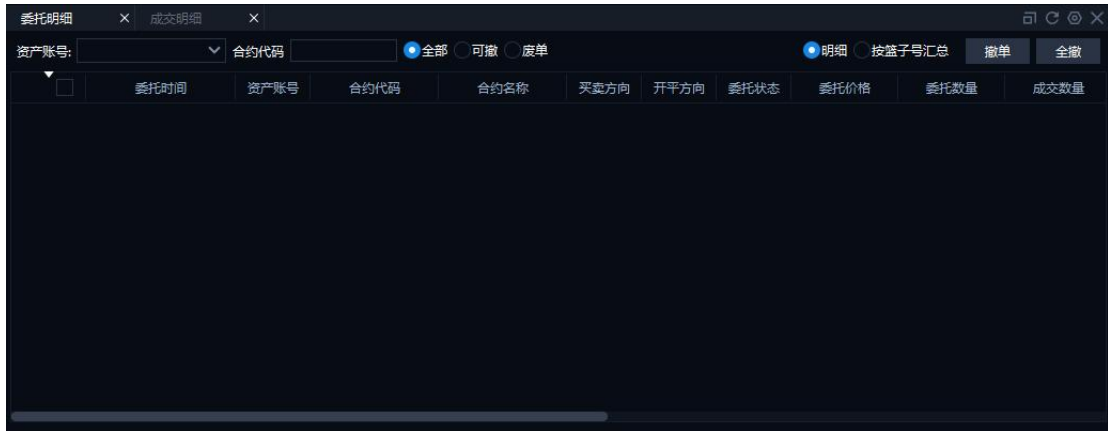 委托明细 成交明细
资产账号: 合约代码 全部 可撤 废单 明细 按篮子号汇总 撤单 全撤
委托时间 资产账号 合约代码 合约名称 买卖方向 开平方向 委托状态 委托价格 委托数量 成交数量